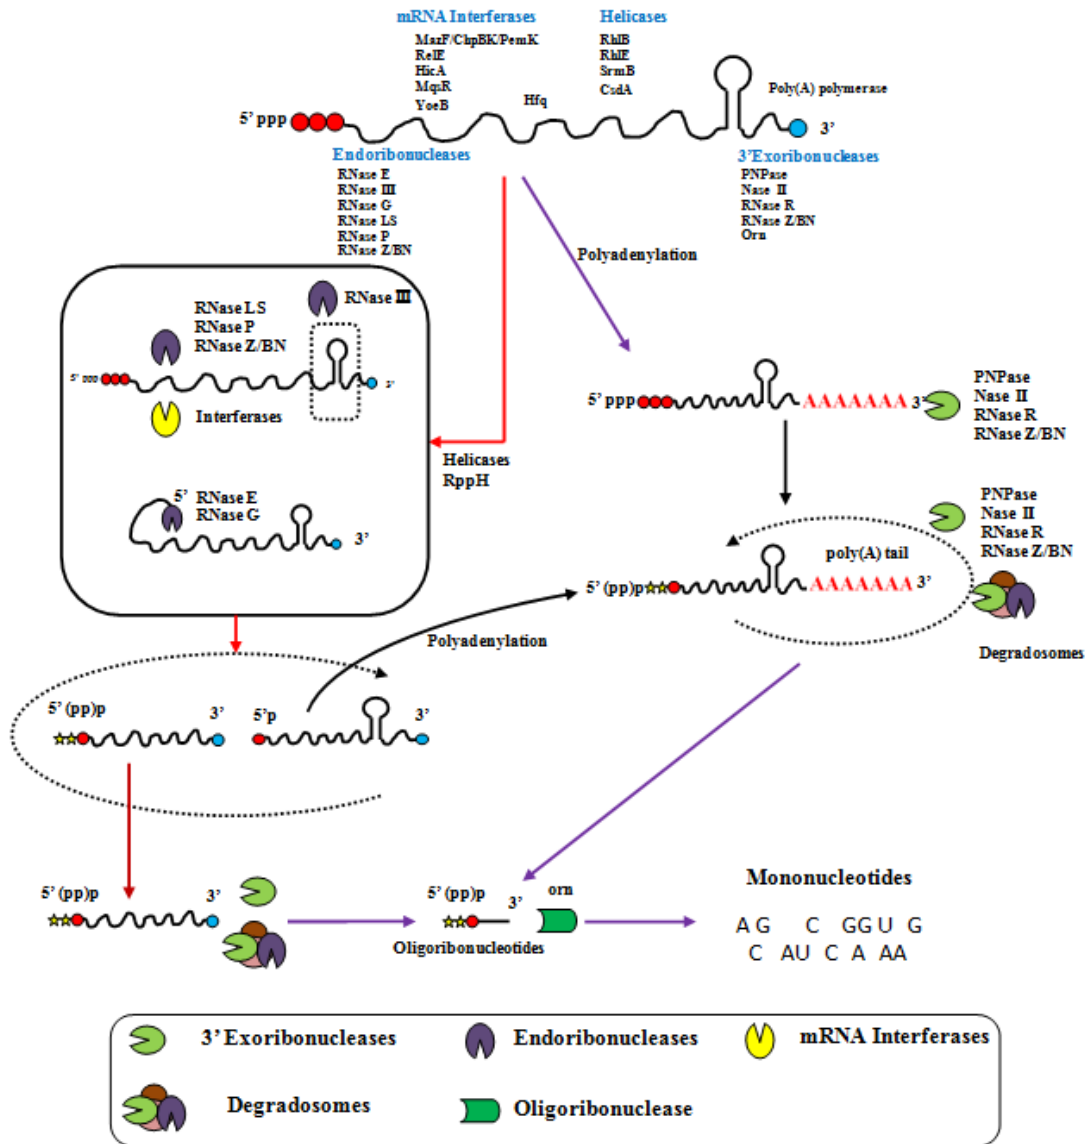 mRNA Interferases
MazF/ChpBK/PemK
RelE
HicA
MqsR
YoeB
Helicases
RhlB
RhlE
SrmB
CsdA
Hfq
Poly(A) polymerase
5' ppp
3'
Endoribonucleases
RNase E
RNase III
RNase G
RNase LS
RNase P
RNase Z/BN
3'Exoribonucleases
PNPase
Nase II
RNase R
RNase Z/BN
Orn
Polyadenylation
RNase III
RNase LS
RNase P
RNase Z/BN
5' ppp
3'
Interferases
Helicases
RppH
5'
RNase E
RNase G
3'
5' ppp
AAAAAAA
3'
PNPase
Nase II
RNase R
RNase Z/BN
PNPase
Nase II
RNase R
RNase Z/BN
poly(A) tail
5' (pp)p
AAAAAAA
3'
Degradosomes
Polyadenylation
5' (pp)p
3'
5'p
3'
5' (pp)p
3'
5' (pp)p
3'
orn
Oligoribonucleotides
Mononucleotides
A G C GG U G
C AU C A AA
3' Exoribonucleases
Endoribonucleases
mRNA Interferases
Degradosomes
Oligoribonuclease